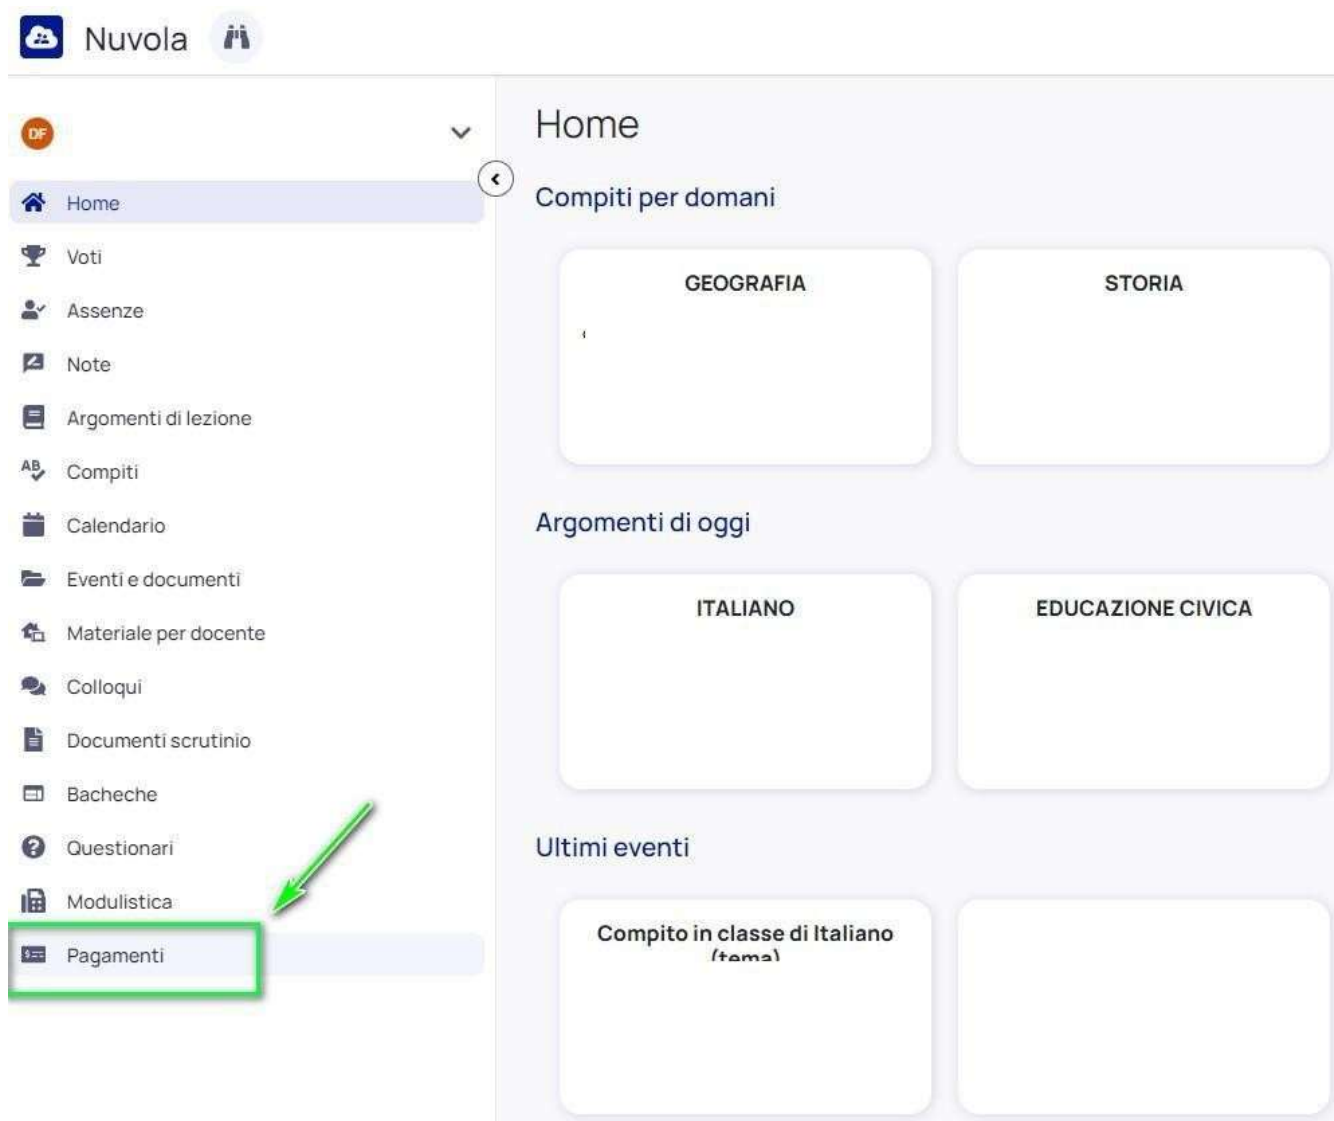 Nuvola
DF
Home
Voti
Assenze
Note
Argomenti di lezione
AB
Compiti
Calendario
Eventi e documenti
Materiale per docente
Colloqui
Documenti scrutinio
Bacheche
Questionari
Modulistica
Pagamenti
Home
Compiti per domani
GEOGRAFIA
STORIA
Argomenti di oggi
ITALIANO
EDUCAZIONE CIVICA
Ultimi eventi
Compito in classe di Italiano
(tema)